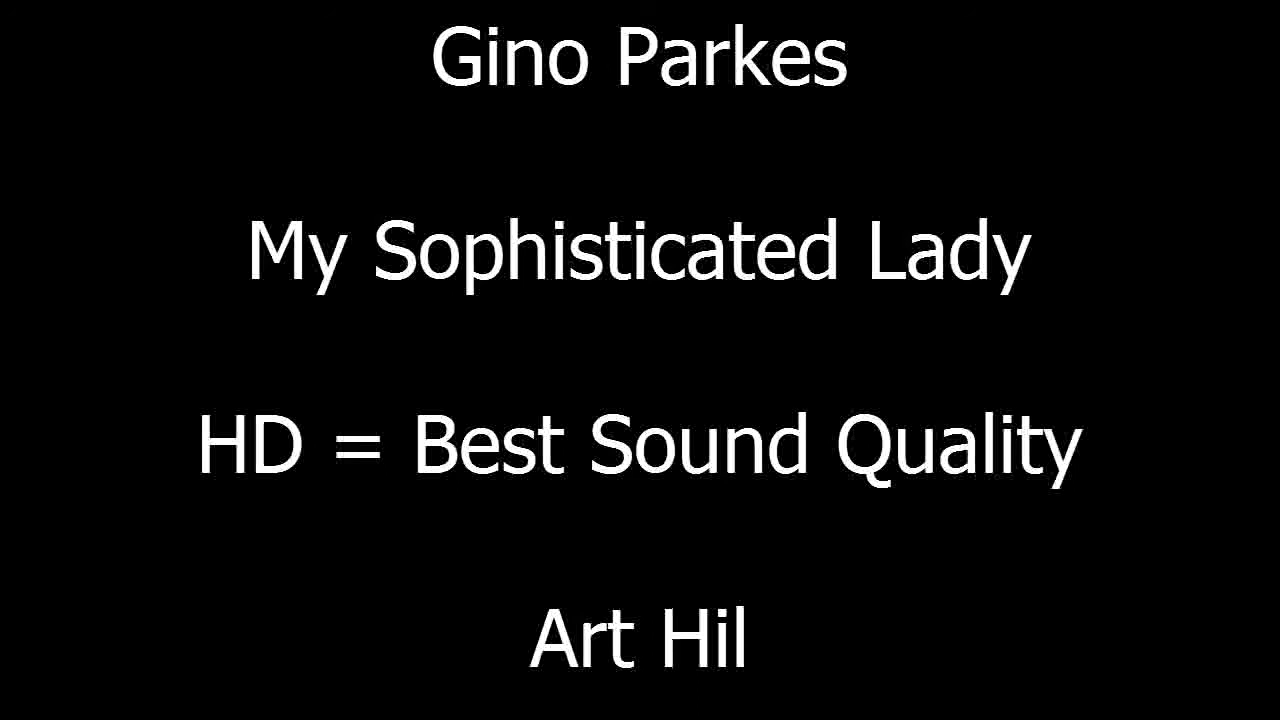 Gino Parkes
My Sophisticated Lady
HD = Best Sound Quality
Art Hil